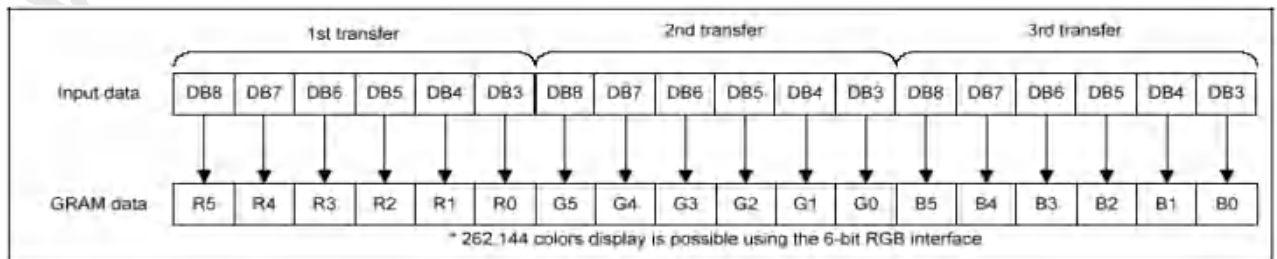 1st transfer 2nd transfer 3rd transfer
Input data DB8 DB7 DB6 DB5 DB4 DB3 DB8 DB7 DB6 DB5 DB4 DB3 DB8 DB7 DB6 DB5 DB4 DB3
GRAM data R5 R4 R3 R2 R1 R0 G5 G4 G3 G2 G1 G0 B5 B4 B3 B2 B1 B0
* 262,144 colors display is possible using the 6-bit RGB interface